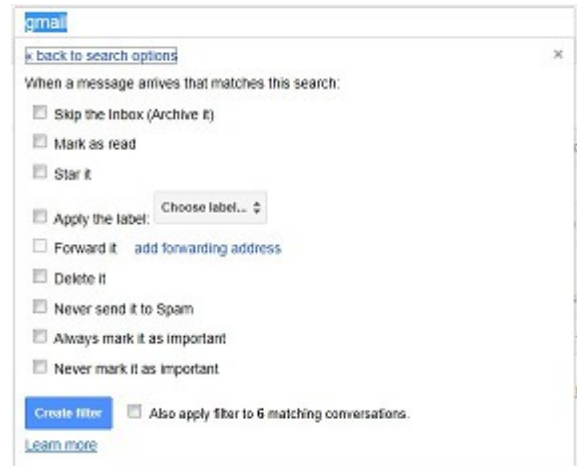 gmail
« back to search options ×
When a message arrives that matches this search:
Skip the Inbox (Archive it)
Mark as read
Star it
Apply the label: Choose label...
Forward it add forwarding address
Delete it
Never send it to Spam
Always mark it as important
Never mark it as important
Create filter Also apply filter to 6 matching conversations.
Learn more